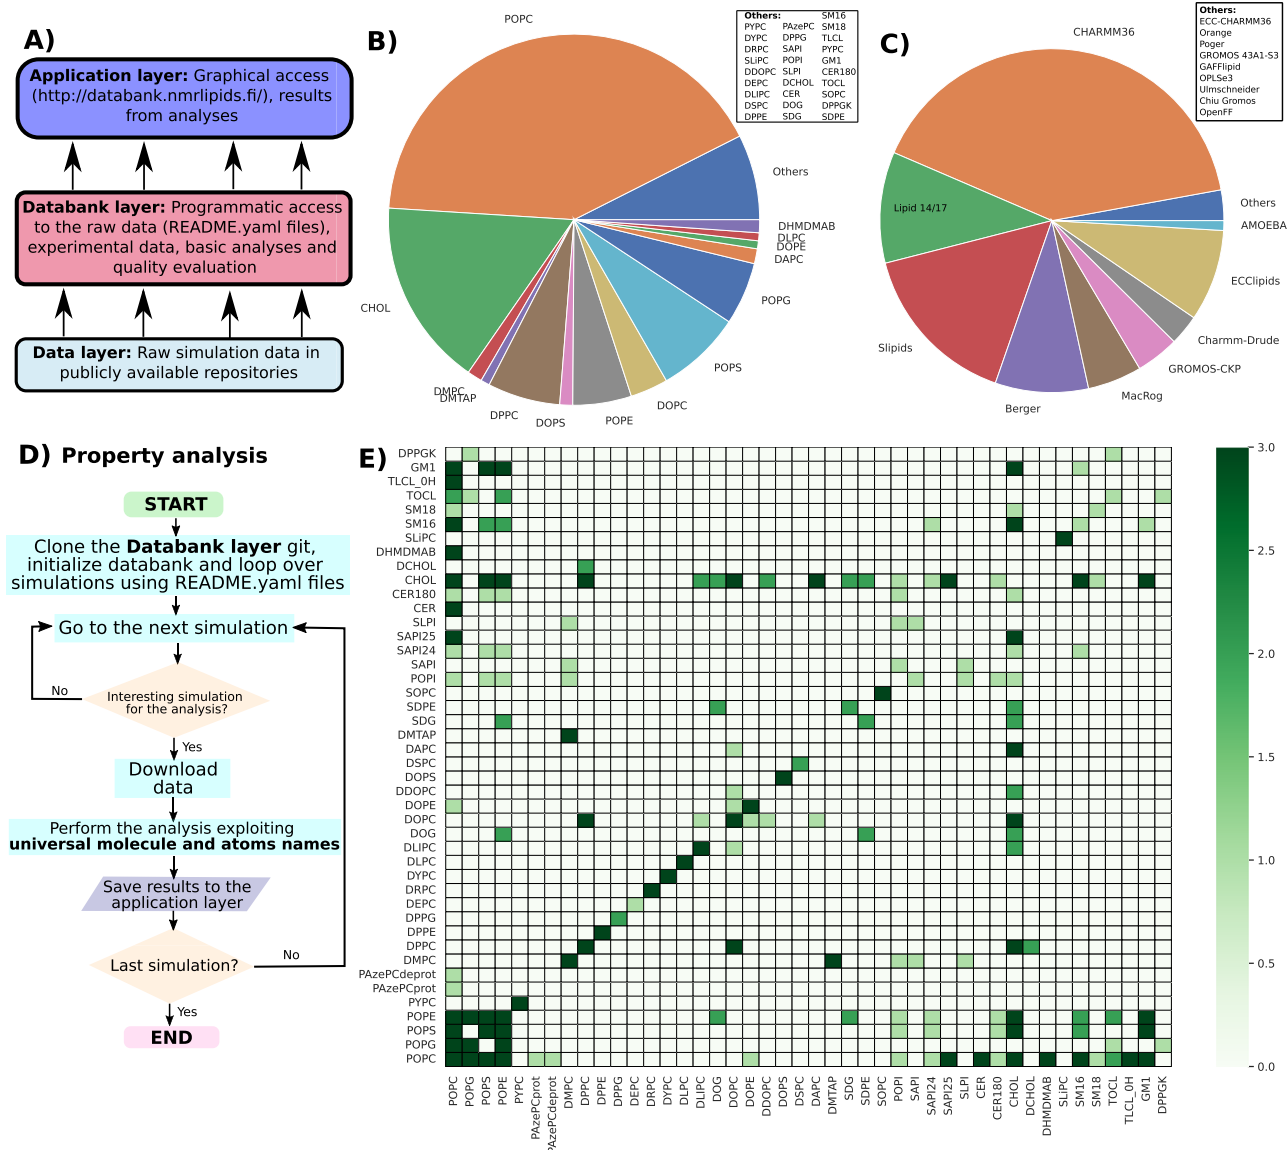 A)
Application layer: Graphical access
(http://databank.nmrlipids.fi/), results
from analyses
Databank layer: Programmatic access
to the raw data (README.yaml files),
experimental data, basic analyses and
quality evaluation
Data layer: Raw simulation data in
publicly available repositories
B)
POPC
Others
DHMDMAB
DLPC
DOPE
DAPC
POPG
POPS
DOPC
POPE
DOPS
DPPC
DMTAP
DMPC
CHOL
Others: SM16
PYPC PAzePC SM18
DYPC DPPG TLCL
DRPC SAPI PYPC
SLiPC POPI GM1
DDOPC SLPI CER180
DEPC DCHOL TOCL
DLIPC CER SOPC
DSPC DOG DPPGK
DPPE SDG SDPE
C)
CHARMM36
Others
AMOEBA
ECClipids
Charmm-Drude
GROMOS-CKP
MacRog
Berger
Slipids
Lipid 14/17
Others:
ECC-CHARMM36
Orange
Poger
GROMOS 43A1-S3
GAFFlipid
OPLSe3
Ulmschneider
Chiu Gromos
OpenFF
D) Property analysis
START
Clone the Databank layer git,
initialize databank and loop over
simulations using README.yaml files
Go to the next simulation
No
Interesting simulation
for the analysis?
Yes
Download
data
Perform the analysis exploiting
universal molecule and atoms names
Save results to the
application layer
Last simulation?
No
Yes
END
E)
DPPGK
GM1
TLCL_0H
TOCL
SM18
SM16
SLiPC
DHMDMAB
DCHOL
CHOL
CER180
CER
SLPI
SAPI25
SAPI24
SAPI
POPI
SOPC
SDPE
SDG
DMTAP
DAPC
DSPC
DOPS
DDOPC
DOPE
DOPC
DOG
DLIPC
DLPC
DYPC
DRPC
DEPC
DPPG
DPPE
DPPC
DMPC
PAzePCdeprot
PAzePCprot
PYPC
POPE
POPS
POPG
POPC
POPC
POPG
POPS
POPE
PYPC
PAzePCprot
PAzePCdeprot
DMPC
DPPC
DPPE
DPPG
DEPC
DRPC
DYPC
DLPC
DLIPC
DOG
DOPC
DOPE
DDOPC
DOPS
DSPC
DAPC
DMTAP
SDG
SDPE
SOPC
POPI
SAPI
SAPI24
SAPI25
SLPI
CER
CER180
CHOL
DCHOL
DHMDMAB
SLiPC
SM16
SM18
TOCL
TLCL_0H
GM1
DPPGK
3.0
2.5
2.0
1.5
1.0
0.5
0.0